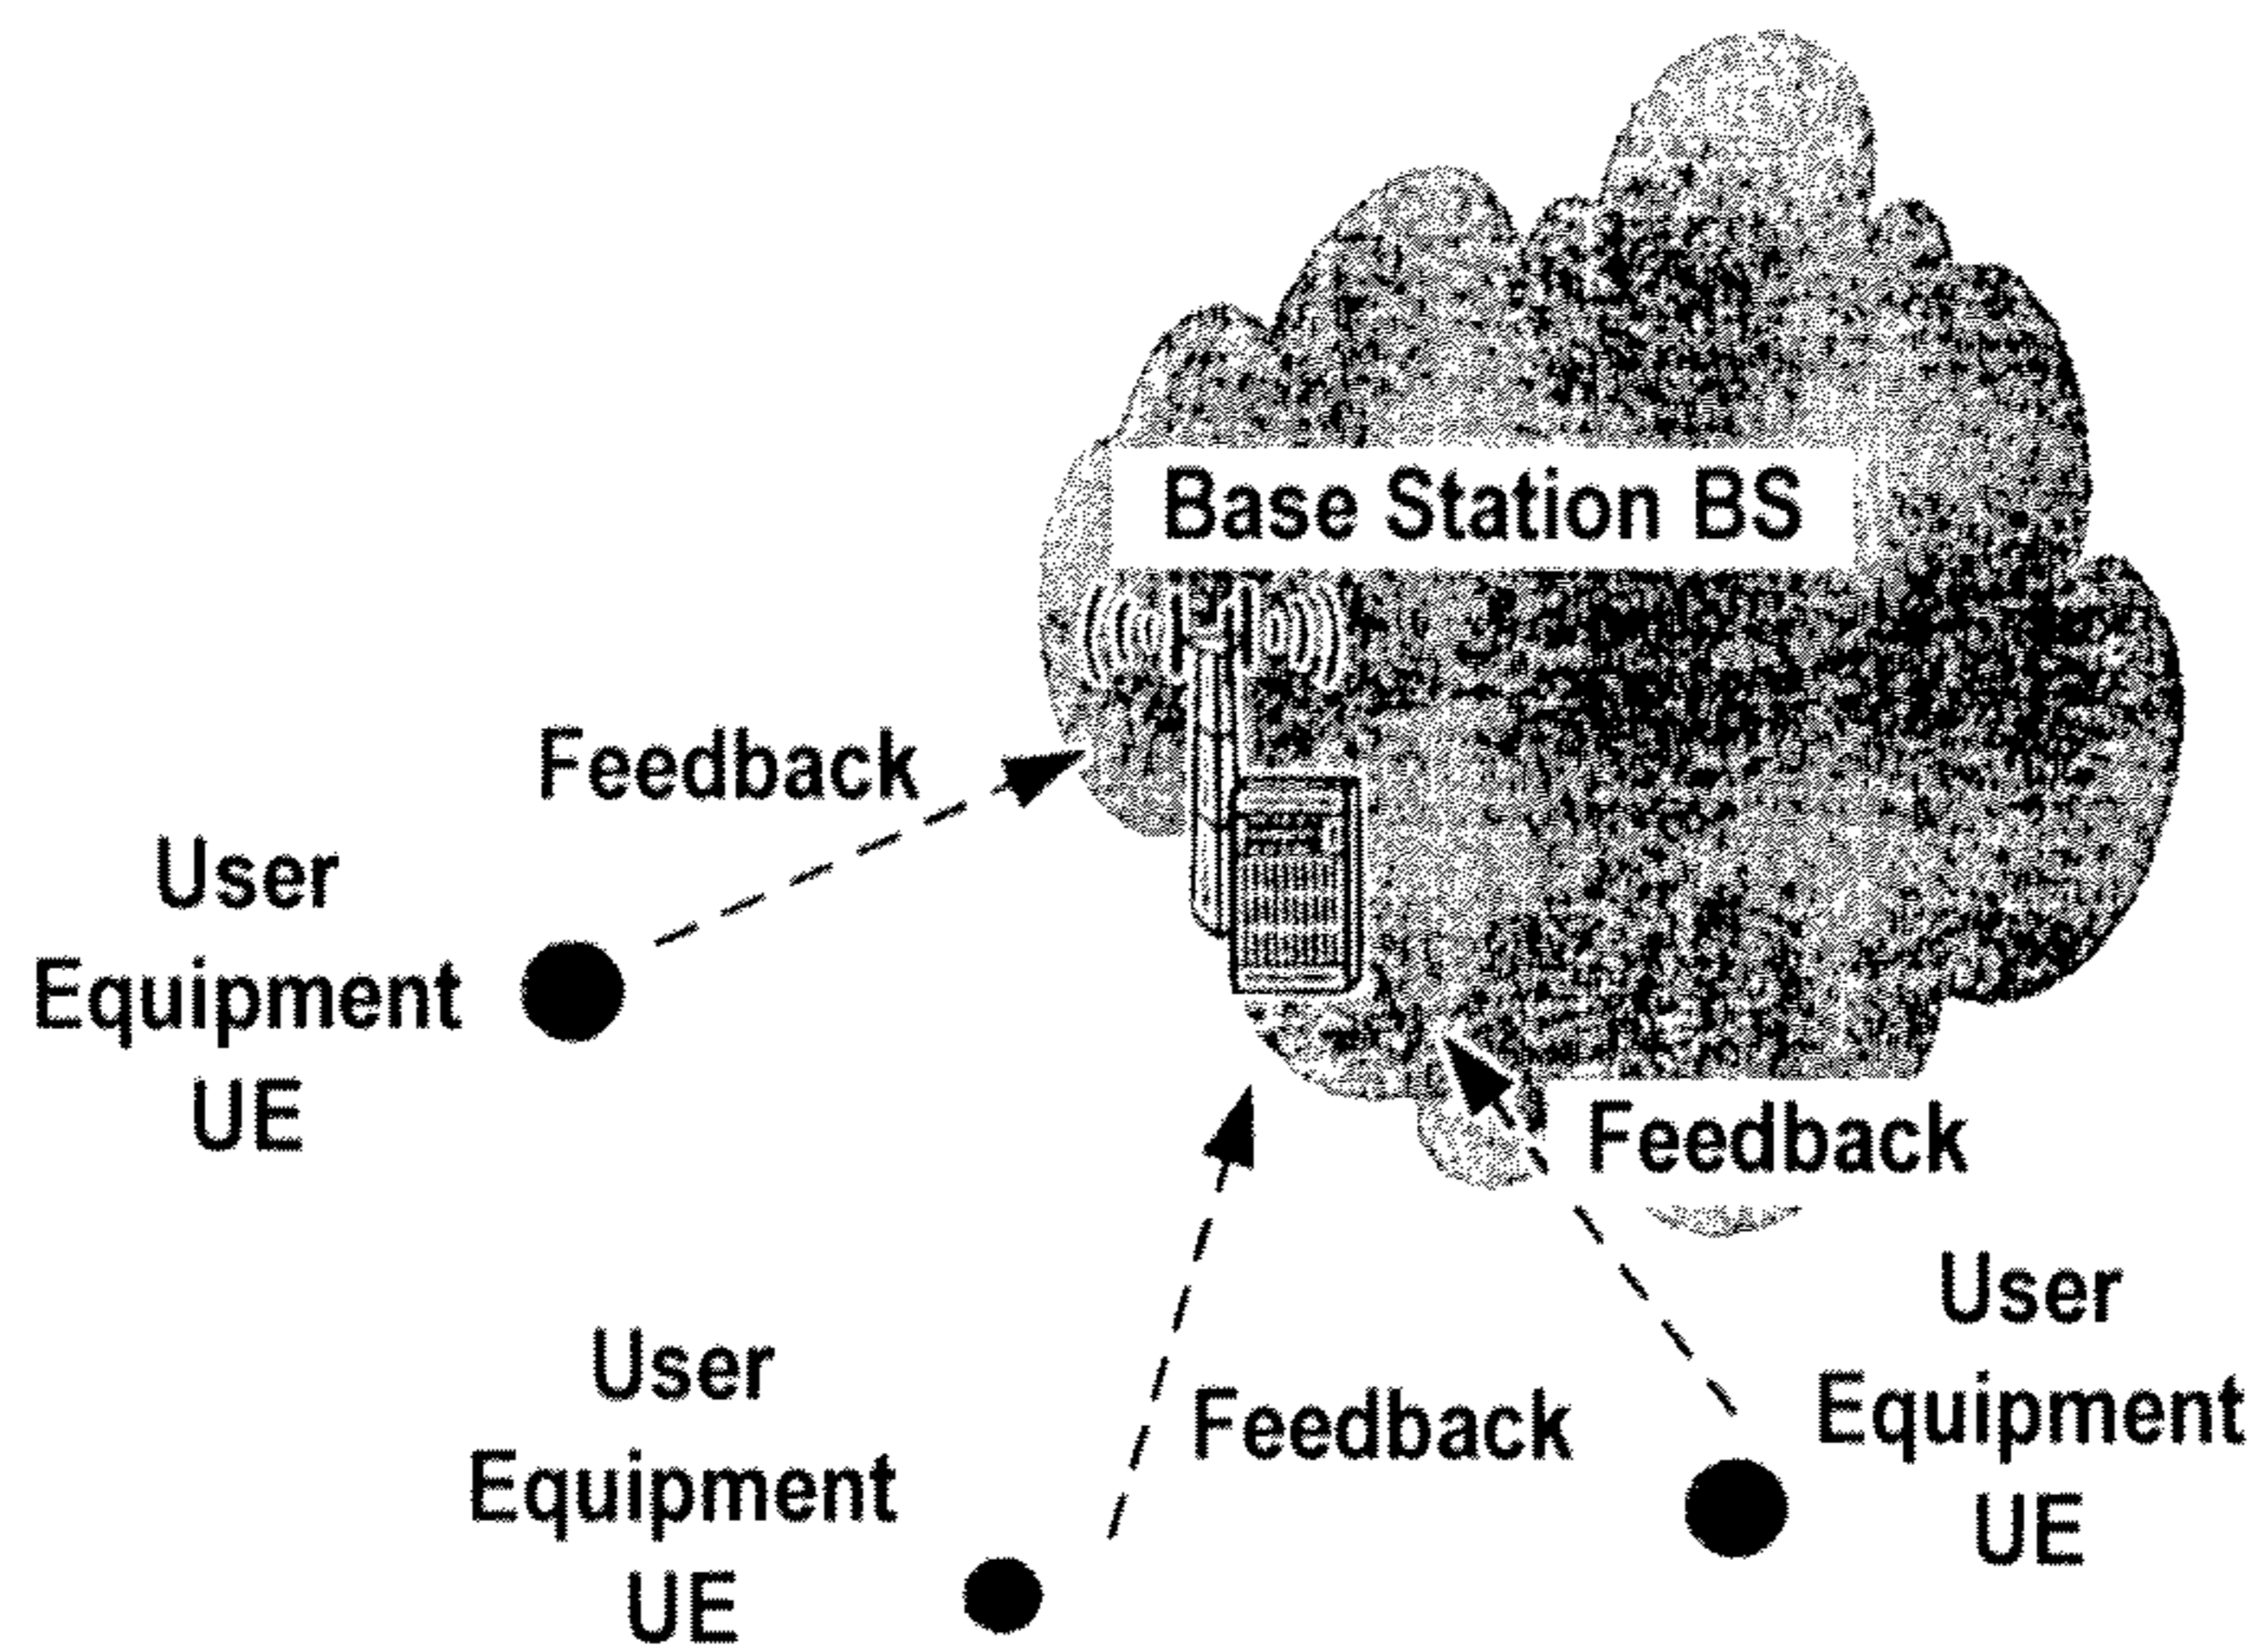 Base Station BS
Feedback
User
Equipment
UE
Feedback
User
Equipment
UE
Feedback
User
Equipment
UE